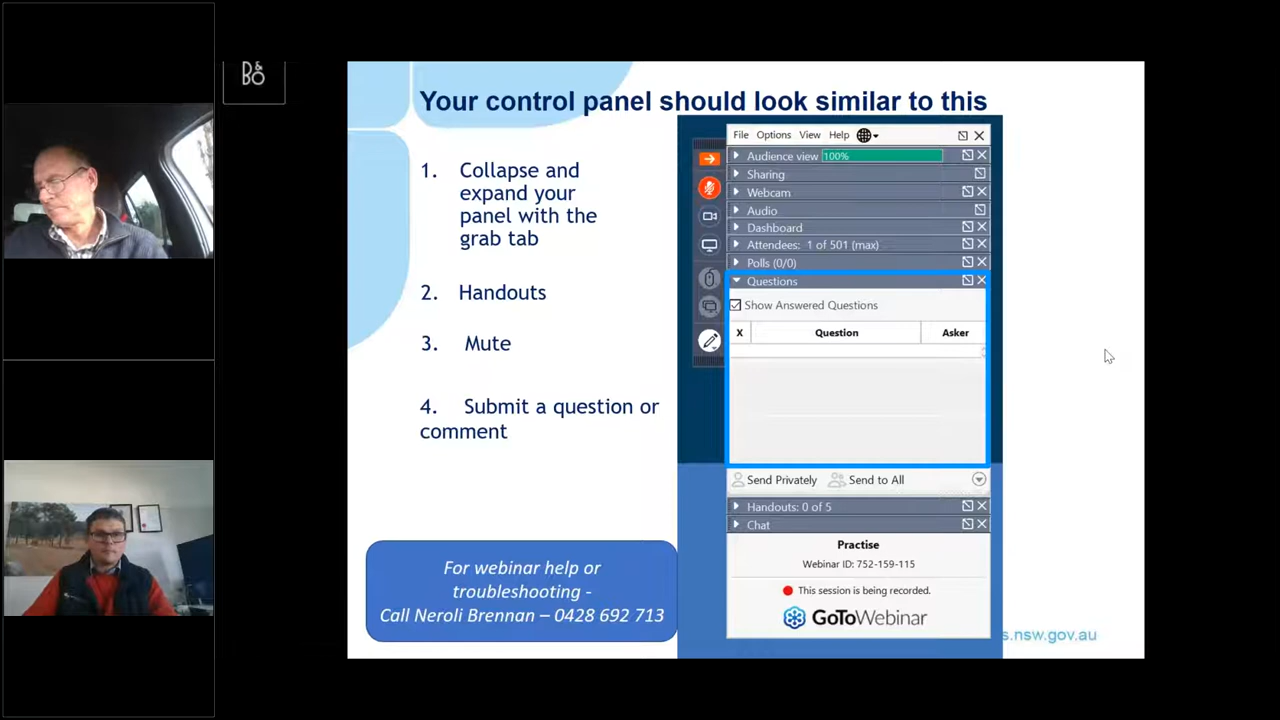 B&O
Your control panel should look similar to this
1. Collapse and
expand your
panel with the
grab tab
2. Handouts
3. Mute
4. Submit a question or
comment
For webinar help or
troubleshooting -
Call Neroli Brennan – 0428 692 713
File Options View Help
Audience view 100%
Sharing
Webcam
Audio
Dashboard
Attendees: 1 of 501 (max)
Polls (0/0)
Questions
Show Answered Questions
X Question Asker
Send Privately Send to All
Handouts: 0 of 5
Chat
Practise
Webinar ID: 752-159-115
This session is being recorded.
GoToWebinar
s.nsw.gov.au